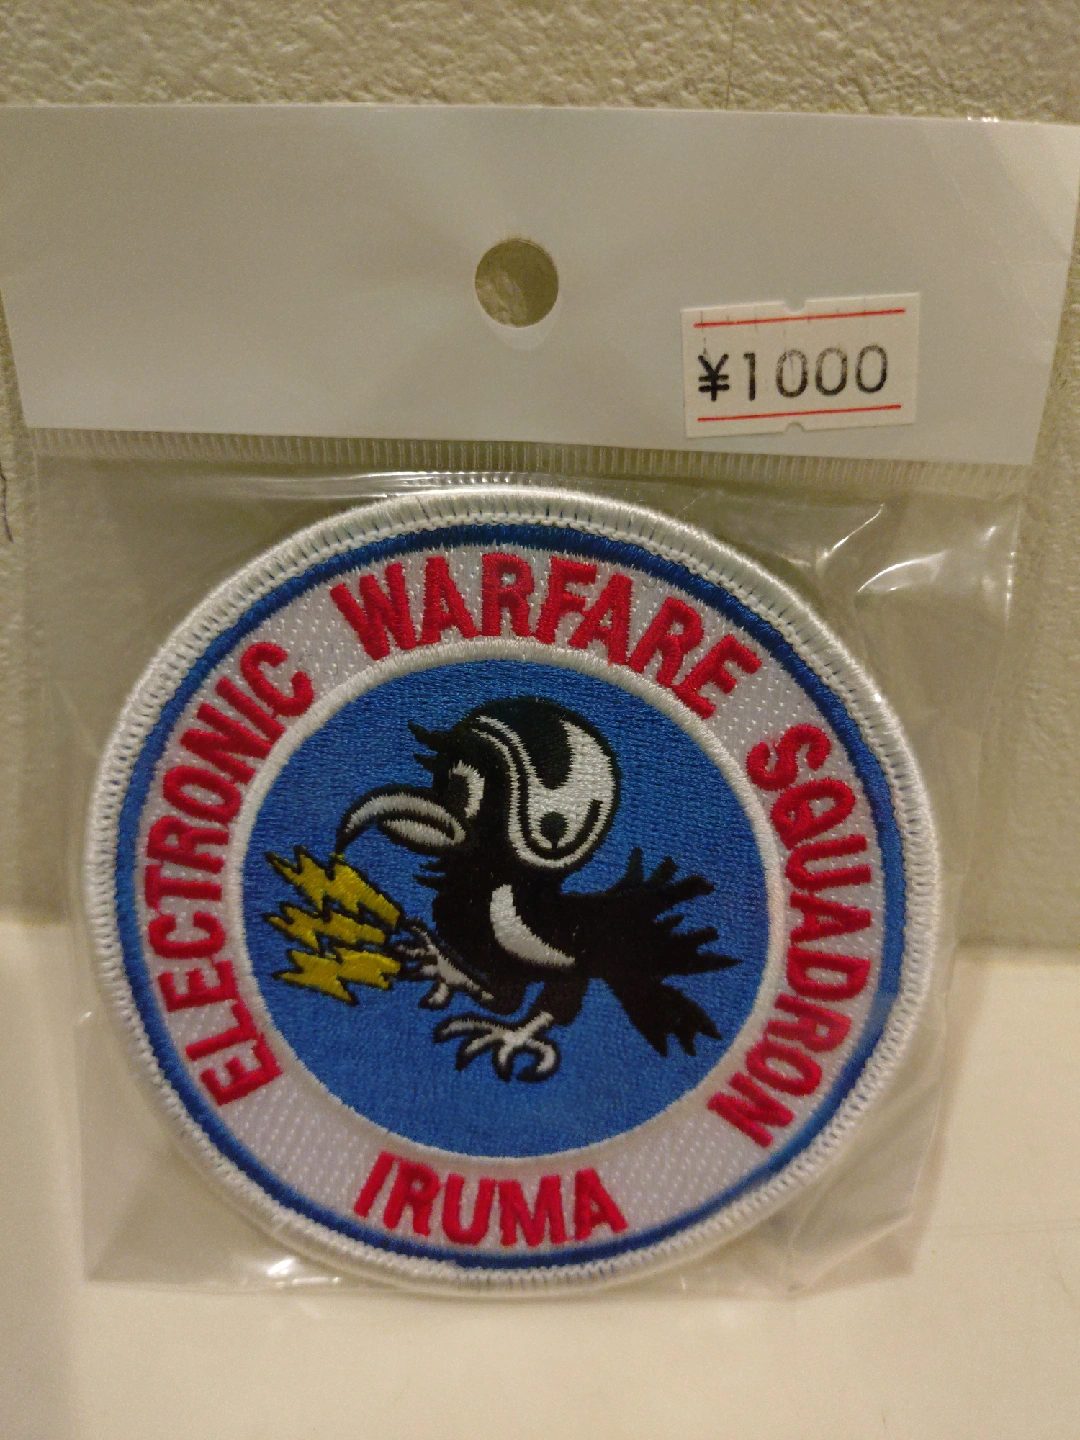 ¥1000
ELECTRONIC WARFARE SQUADRON
IRUMA